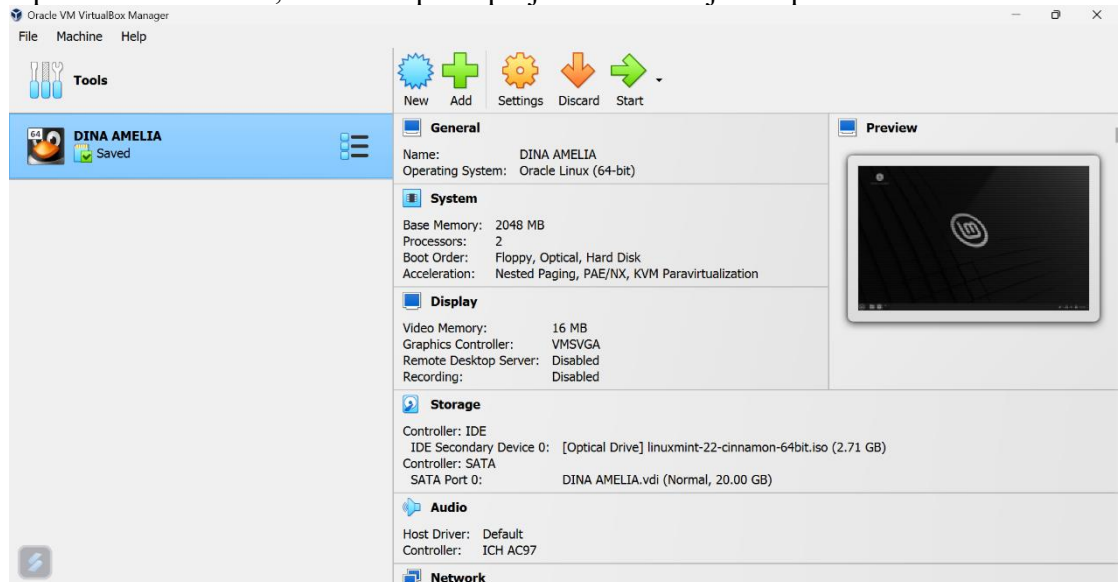 Oracle VM VirtualBox Manager
File Machine Help
Tools
New Add Settings Discard Start
64 DINA AMELIA
Saved
General
Name: DINA AMELIA
Operating System: Oracle Linux (64-bit)
Preview
System
Base Memory: 2048 MB
Processors: 2
Boot Order: Floppy, Optical, Hard Disk
Acceleration: Nested Paging, PAE/NX, KVM Paravirtualization
Display
Video Memory: 16 MB
Graphics Controller: VMSVGA
Remote Desktop Server: Disabled
Recording: Disabled
Storage
Controller: IDE
IDE Secondary Device 0: [Optical Drive] linuxmint-22-cinnamon-64bit.iso (2.71 GB)
Controller: SATA
SATA Port 0: DINA AMELIA.vdi (Normal, 20.00 GB)
Audio
Host Driver: Default
Controller: ICH AC97
Network